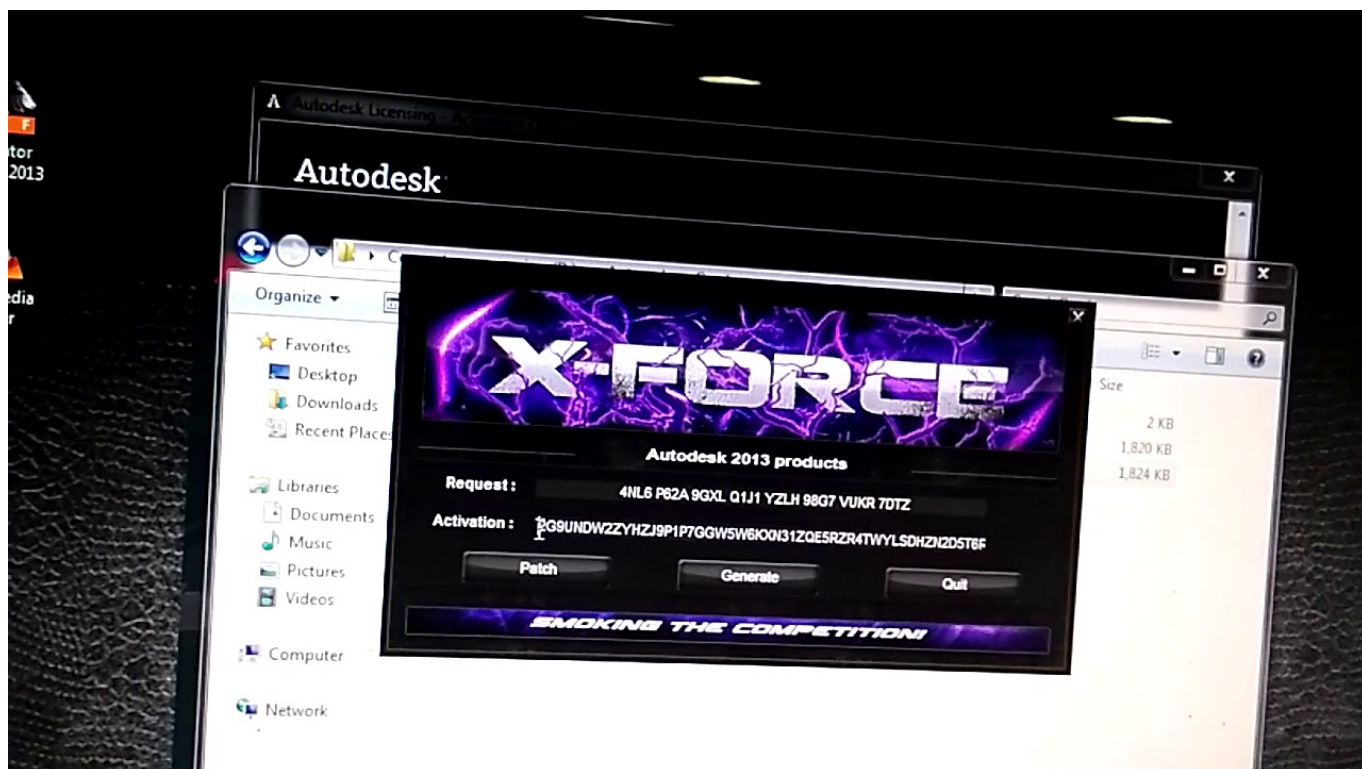 Autodesk Licensing -
Autodesk
tor
2013
edia
r
Organize
Favorites
Desktop
Downloads
Recent Places
Libraries
Documents
Music
Pictures
Videos
Computer
Network
Size
2 KB
1,820 KB
1,824 KB
X-FORCE
Autodesk 2013 products
Request : 4NL6 P62A 9GXL Q1J1 YZLH 98G7 VUKR 7DTZ
Activation :
Patch Generate Quit
SMOKING THE COMPETITION!